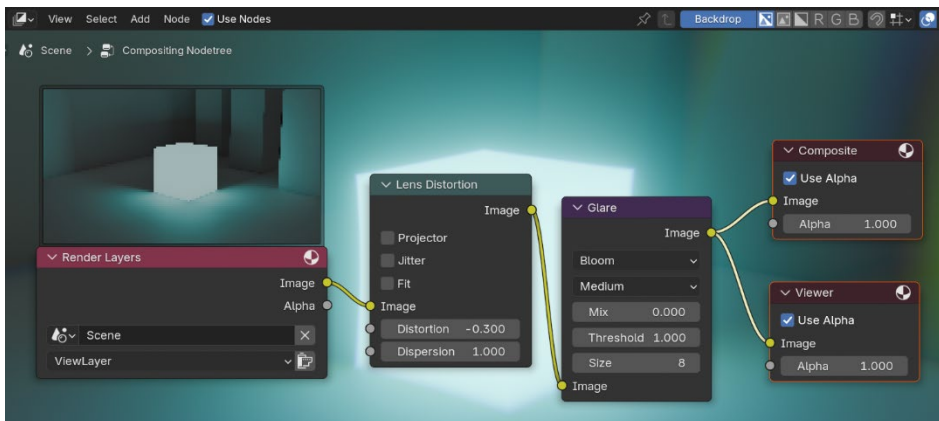 View Select Add Node Use Nodes Backdrop R G B
Scene > Compositing Nodetree
Render Layers
Image
Alpha
Scene
ViewLayer
Lens Distortion
Image
Projector
Jitter
Fit
Image
Distortion -0.300
Dispersion 1.000
Glare
Image
Bloom
Medium
Mix 0.000
Threshold 1.000
Size 8
Image
Composite
Use Alpha
Image
Alpha 1.000
Viewer
Use Alpha
Image
Alpha 1.000